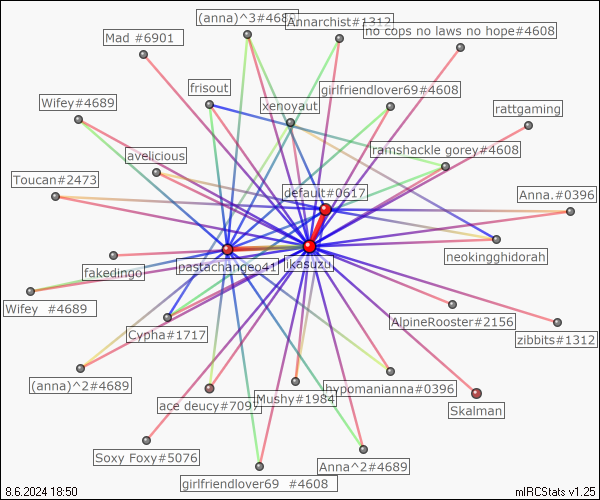 (anna)^3#4689
Annarchist#1312
Mad #6901
no cops no laws no hope#4608
frisout
girlfriendlover69#4608
Wifey#4689
xenoyaut
rattgaming
avelicious
ramshackle gorey#4608
Toucan#2473
default#0617
Anna.#0396
neokingghidorah
fakedingo
pastachangeo41
likasuzu
Wifey #4689
AlpineRooster#2156
Cypha#1717
zibbits#1312
(anna)^2#4689
hypomanianna#0396
Mushy#1984
ace deucy#7097
Skalman
Soxy Foxy#5076
Anna^2#4689
girlfriendlover69 #4608
8.6.2024 18:50
mIRCStats v1.25